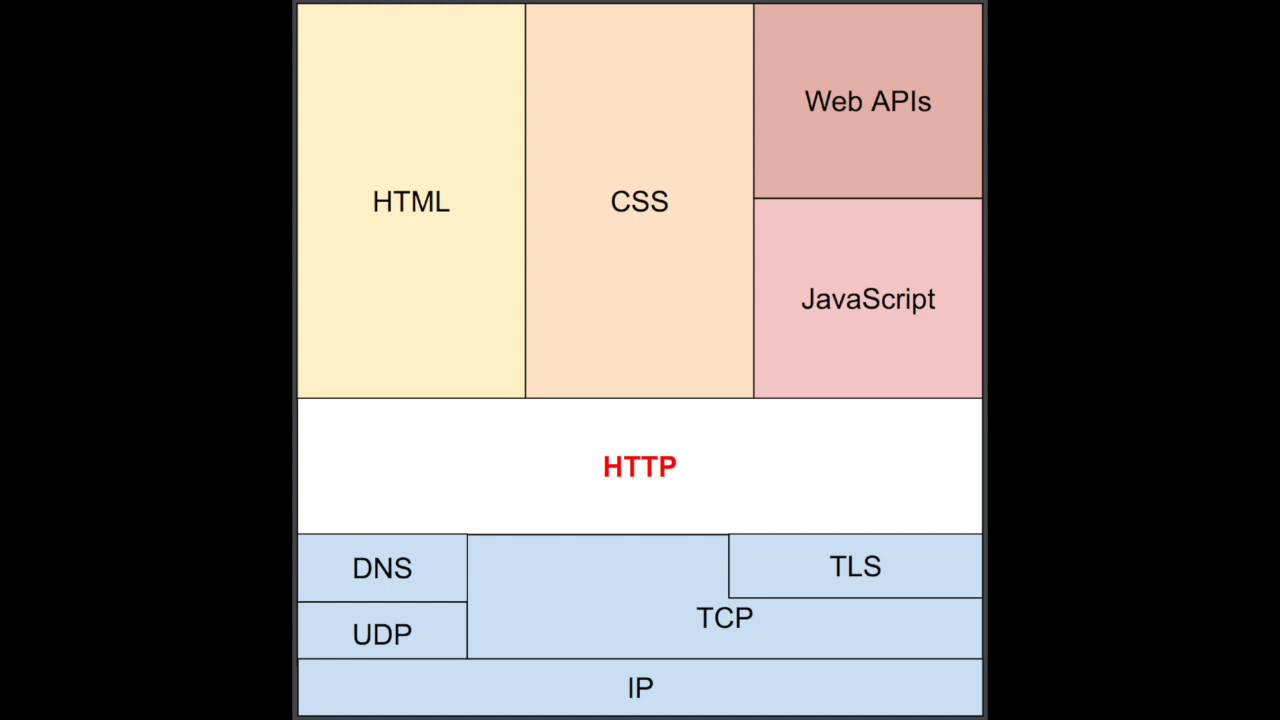 HTML
CSS
Web APIs
JavaScript
HTTP
DNS
TLS
TCP
UDP
IP